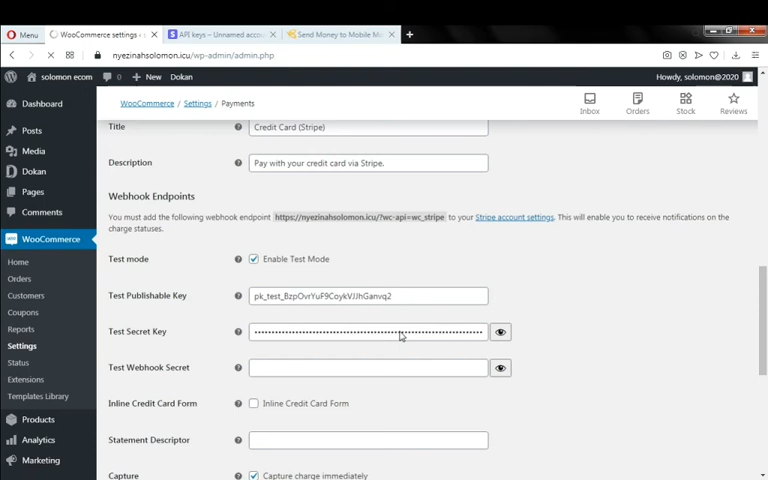 Menu
WooCommerce settings
API keys – Unnamed accou
Send Money to Mobile M
nyezinahsolomon.icu/wp-admin/admin.php
solomon ecom
0
New
Dokan
Howdy, solomon@2020
Dashboard
Posts
Media
Dokan
Pages
Comments
WooCommerce
Home
Orders
Customers
Coupons
Reports
Settings
Status
Extensions
Templates Library
Products
Analytics
Marketing
WooCommerce / Settings / Payments
Inbox
Orders
Stock
Reviews
Title
Credit Card (Stripe)
Description
Pay with your credit card via Stripe.
Webhook Endpoints
You must add the following webhook endpoint https://nyezinahsolomon.icu/?wc-api=wc_stripe to your Stripe account settings. This will enable you to receive notifications on the
charge statuses.
Test mode
Enable Test Mode
Test Publishable Key
Test Secret Key
Test Webhook Secret
Inline Credit Card Form
Inline Credit Card Form
Statement Descriptor
Capture
Capture charge immediately